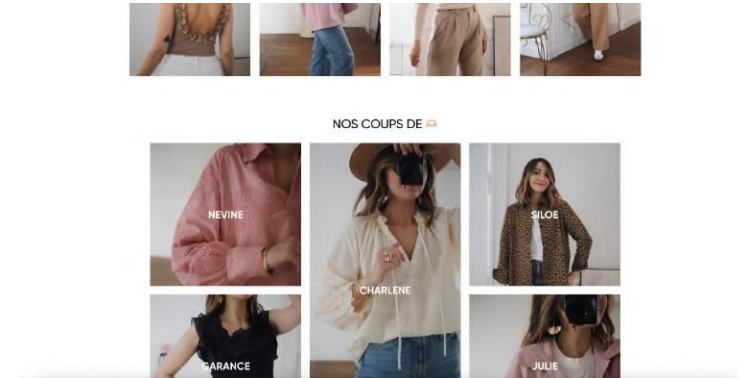 NOS COUPS DE 🫶
NEVINE
CHARLENE
SILOE
GARANCE
JULIE